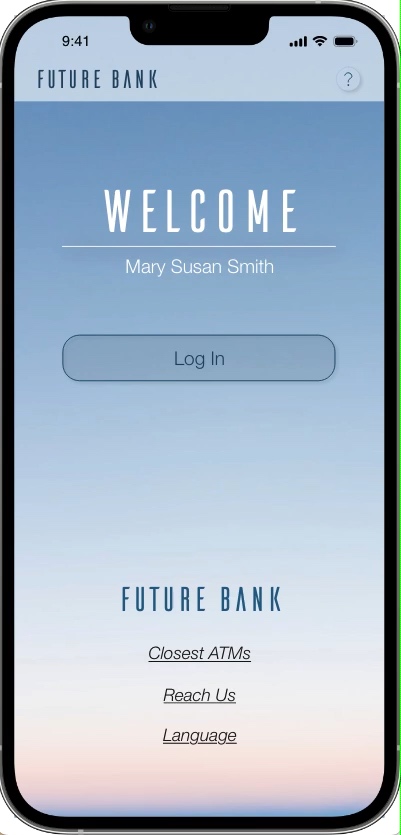 9:41
FUTURE BANK
?
WELCOME
Mary Susan Smith
Log In
FUTURE BANK
Closest ATMs
Reach Us
Language